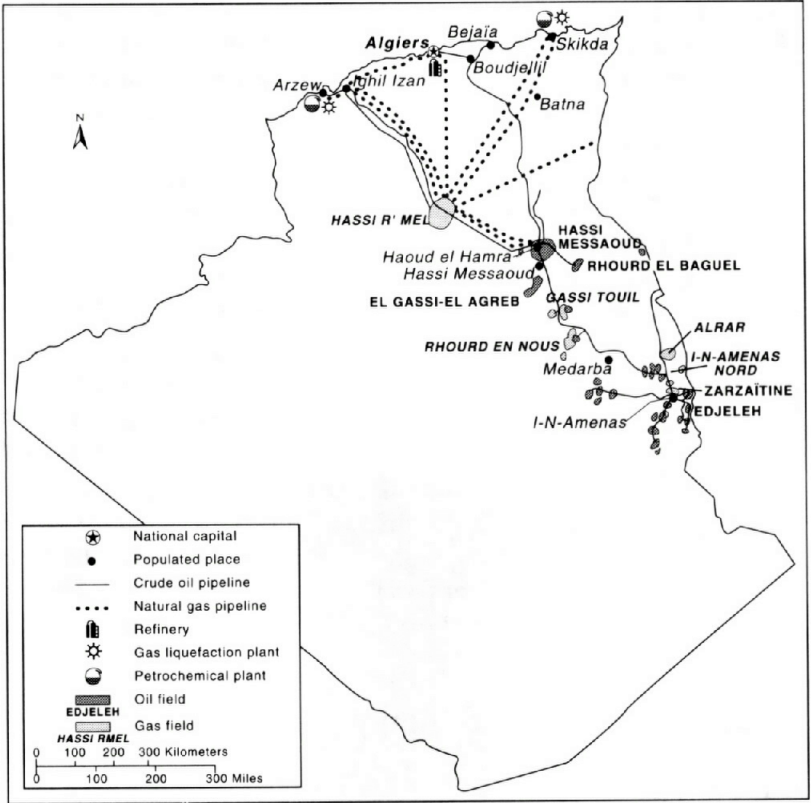 Bejaïa
Skikda
Algiers
Boudjellil
Arzew
Ighil Izan
Batna
HASSI R' MEL
HASSI
MESSAOUD
Haoud el Hamra
RHOURD EL BAGUEL
Hassi Messaoud
EL GASSI-EL AGREB
GASSI TOUIL
ALRAR
RHOURD EN NOUS
I-N-AMENAS
NORD
Medarba
ZARZAÏTINE
EDJELEH
I-N-Amenas
N
National capital
Populated place
Crude oil pipeline
Natural gas pipeline
Refinery
Gas liquefaction plant
Petrochemical plant
Oil field
EDJELEH
Gas field
HASSI RMEL
0 100 200 300 Kilometers
0 100 200 300 Miles